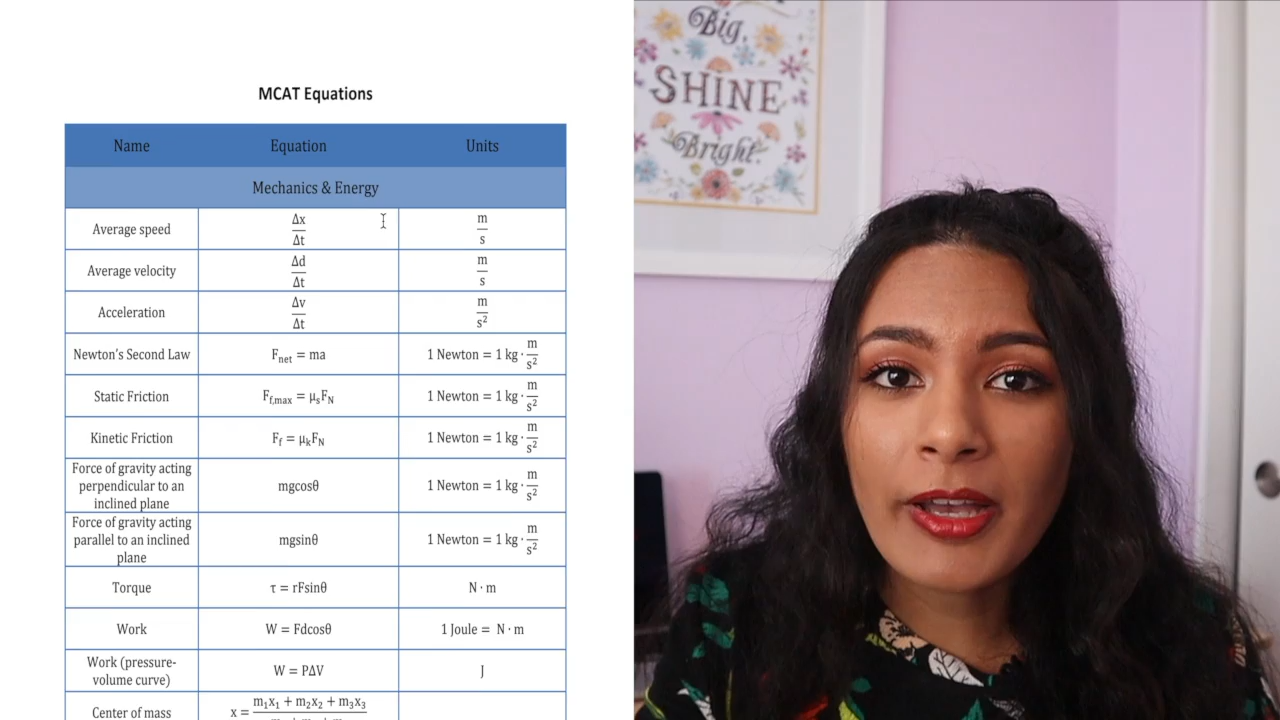 MCAT Equations
Name Equation Units
Mechanics & Energy
Average speed Δx/Δt m/s
Average velocity Δd/Δt m/s
Acceleration Δv/Δt m/s²
Newton's Second Law F_net = ma 1 Newton = 1 kg · m/s²
Static Friction F_f,max = μ_sF_N 1 Newton = 1 kg · m/s²
Kinetic Friction F_f = μ_kF_N 1 Newton = 1 kg · m/s²
Force of gravity acting
perpendicular to an
inclined plane
mgcosθ 1 Newton = 1 kg · m/s²
Force of gravity acting
parallel to an inclined
plane
mgsinθ 1 Newton = 1 kg · m/s²
Torque τ = rFsinθ N · m
Work W = Fdcosθ 1 Joule = N · m
Work (pressure-
volume curve)
W = PΔV J
Center of mass x = m₁x₁ + m₂x₂ + m₃x₃
Big,
SHINE
Bright.